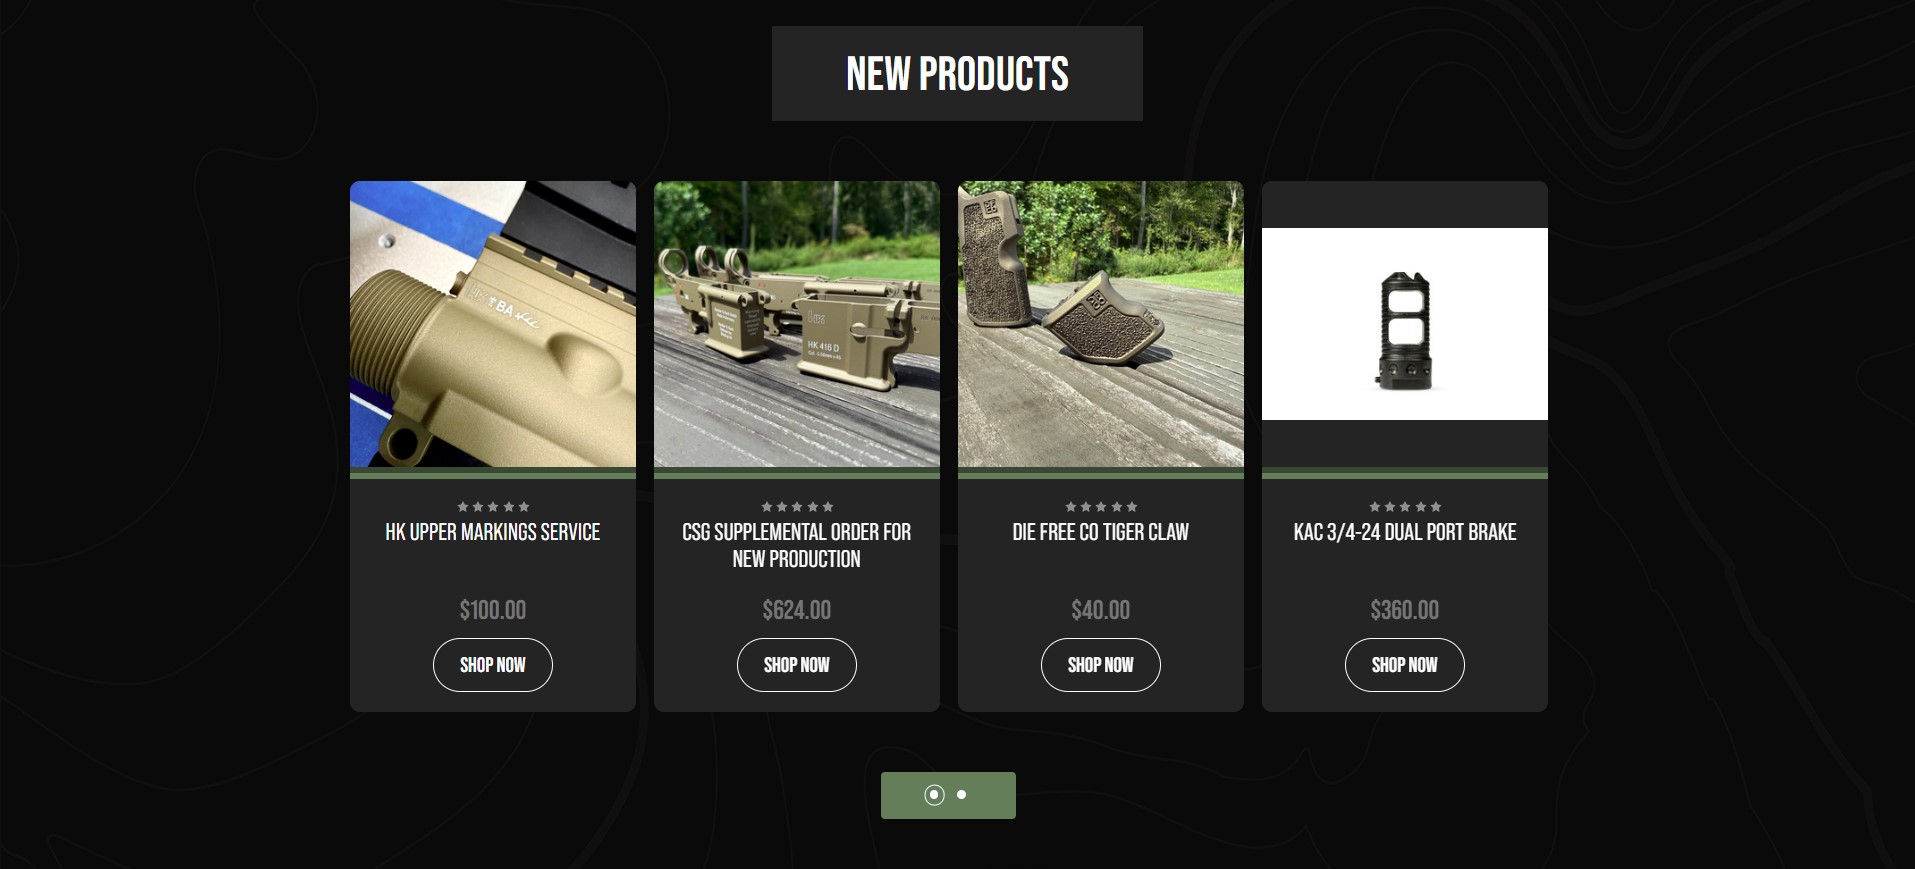 NEW PRODUCTS
BA
HK 416 D
HK UPPER MARKINGS SERVICE
CSG SUPPLEMENTAL ORDER FOR
NEW PRODUCTION
DIE FREE CO TIGER CLAW
KAC 3/4-24 DUAL PORT BRAKE
$100.00
$624.00
$40.00
$360.00
SHOP NOW
SHOP NOW
SHOP NOW
SHOP NOW